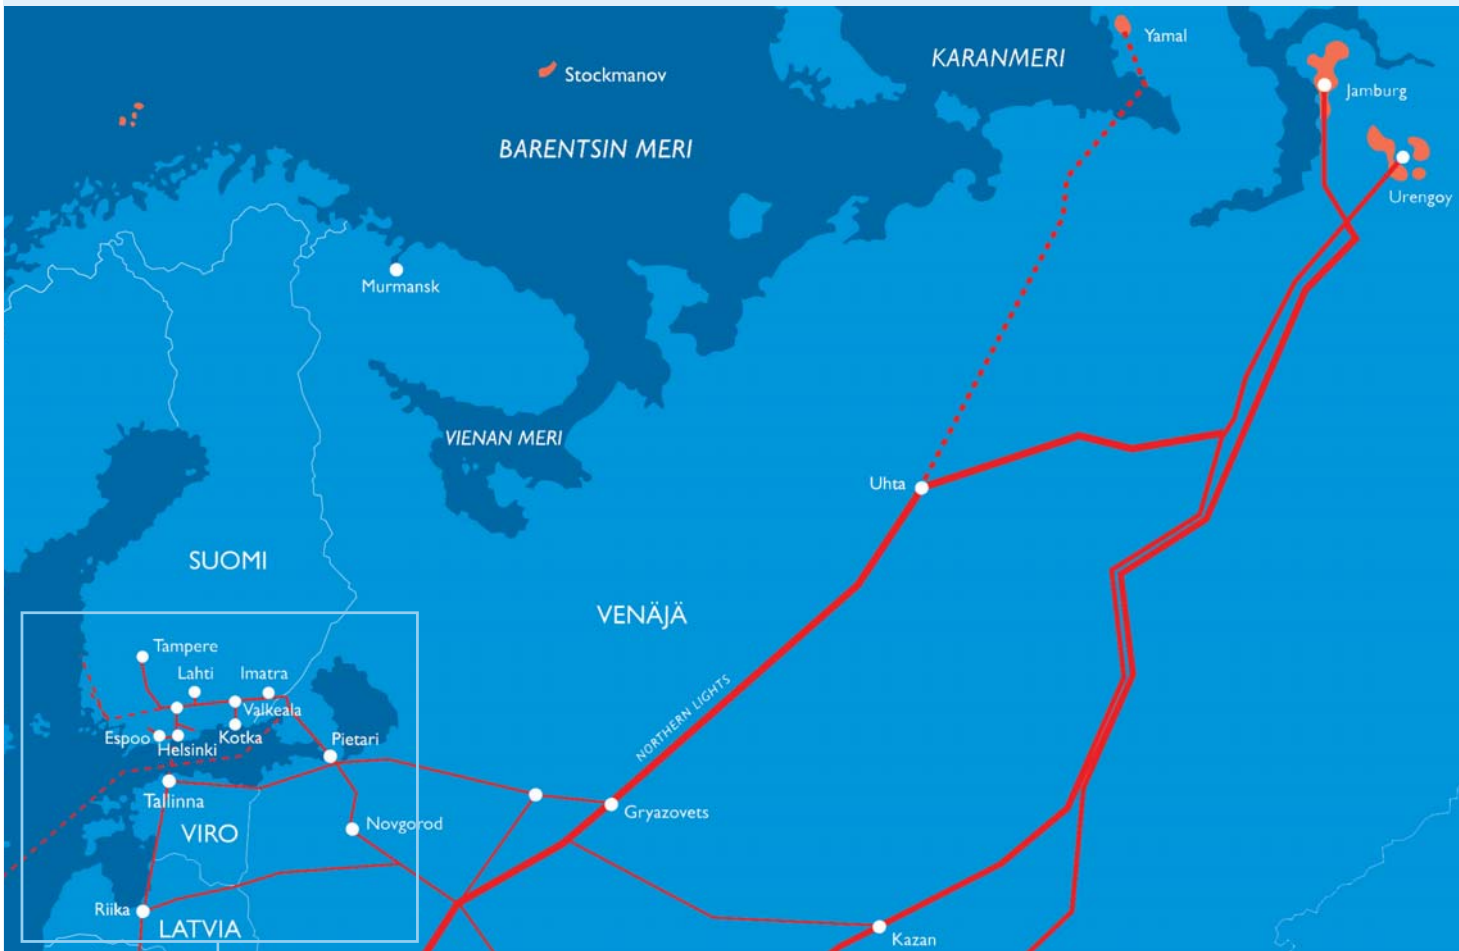 Yamal
KARANMERI
Stockmanov
Jamburg
BARENTSIN MERI
Urengoy
Murmansk
VIENAN MERI
Uhta
SUOMI
VENÄJÄ
Tampere
Lahti
Imatra
NORTHERN LIGHTS
Valkeala
Espoo
Helsinki
Kotka
Pietari
Tallinna
Gryazovets
Novgorod
VIRO
Riika
LATVIA
Kazan